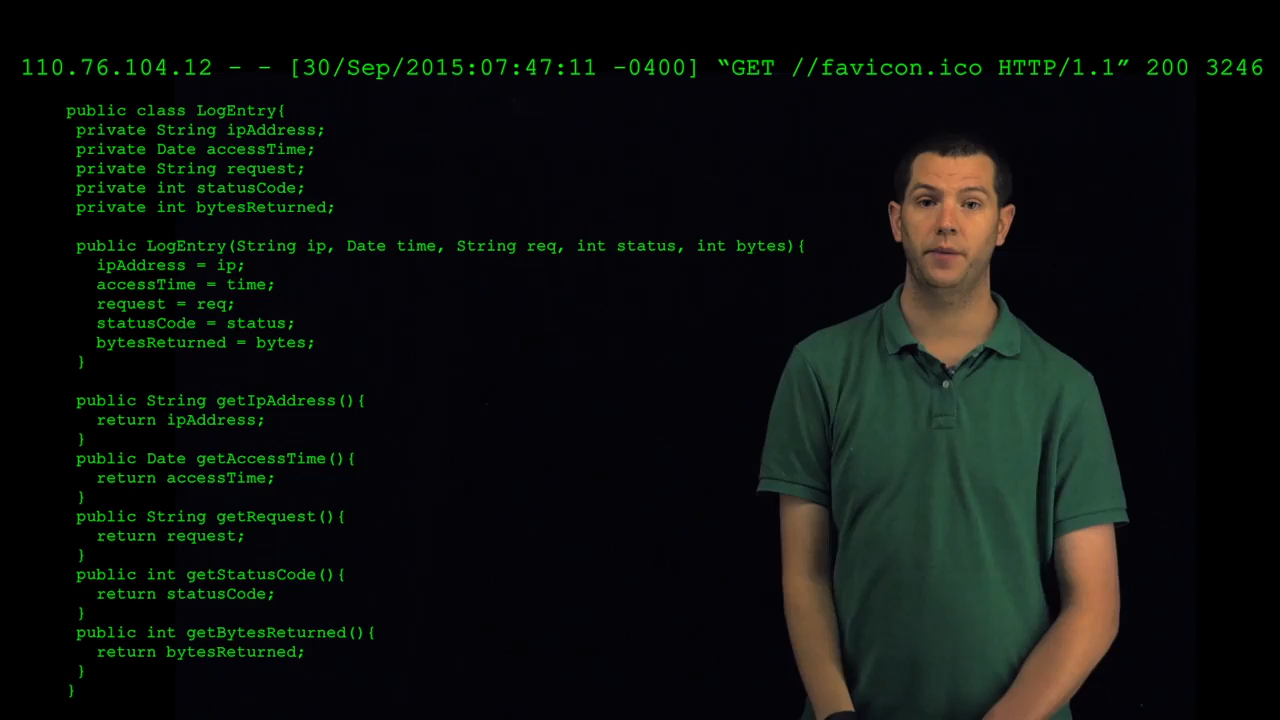 110.76.104.12 - - [30/Sep/2015:07:47:11 -0400] “GET //favicon.ico HTTP/1.1” 200 3246
public class LogEntry{
 private String ipAddress;
 private Date accessTime;
 private String request;
 private int statusCode;
 private int bytesReturned;
 public LogEntry(String ip, Date time, String req, int status, int bytes){
   ipAddress = ip;
   accessTime = time;
   request = req;
   statusCode = status;
   bytesReturned = bytes;
 }
 public String getIpAddress(){
   return ipAddress;
 }
 public Date getAccessTime(){
   return accessTime;
 }
 public String getRequest(){
   return request;
 }
 public int getStatusCode(){
   return statusCode;
 }
 public int getBytesReturned(){
   return bytesReturned;
 }
}